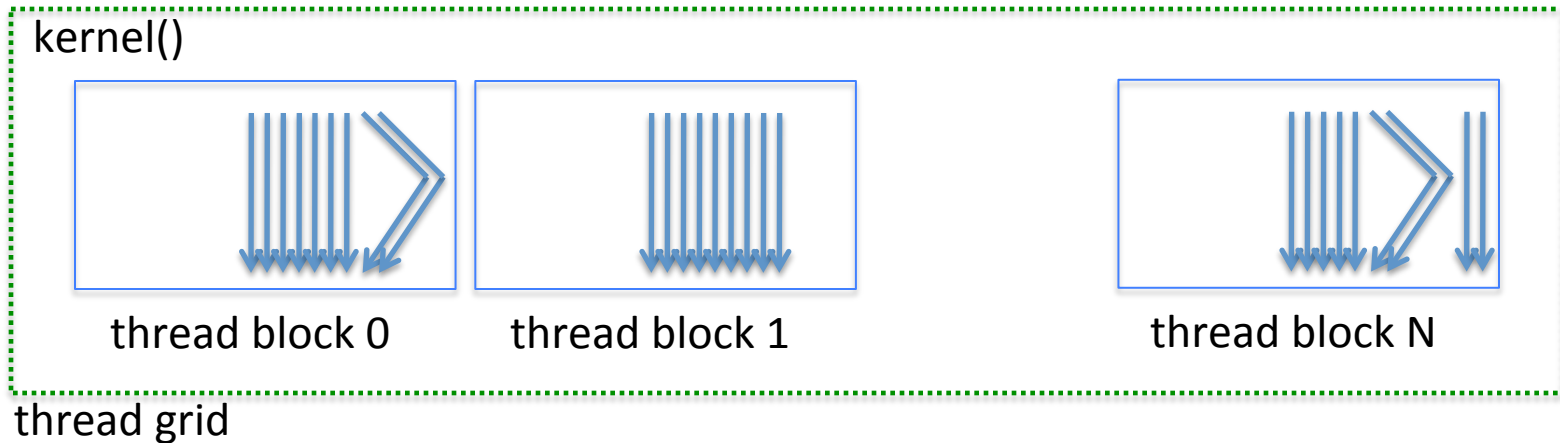 kernel()
thread block 0
thread block 1
thread block N
thread grid